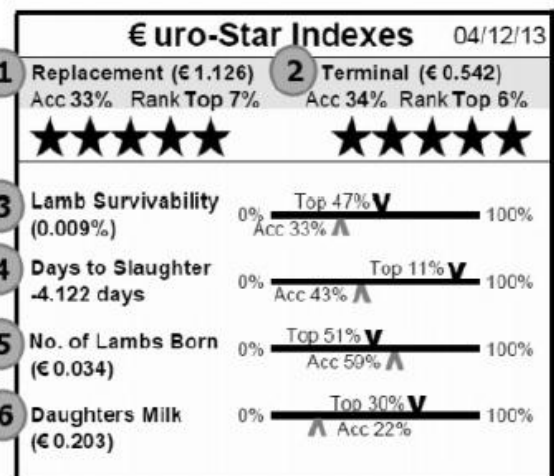 €uro-Star Indexes 04/12/13
1 Replacement (€1.126) 2 Terminal (€0.542)
Acc 33% Rank Top 7% Acc 34% Rank Top 6%
3 Lamb Survivability 0% Top 47% 100%
(0.009%) Acc 33%
4 Days to Slaughter 0% Top 11% 100%
-4.122 days Acc 43%
5 No. of Lambs Born 0% Top 51% 100%
(€0.034) Acc 59%
6 Daughters Milk 0% Top 30% 100%
(€0.203) Acc 22%